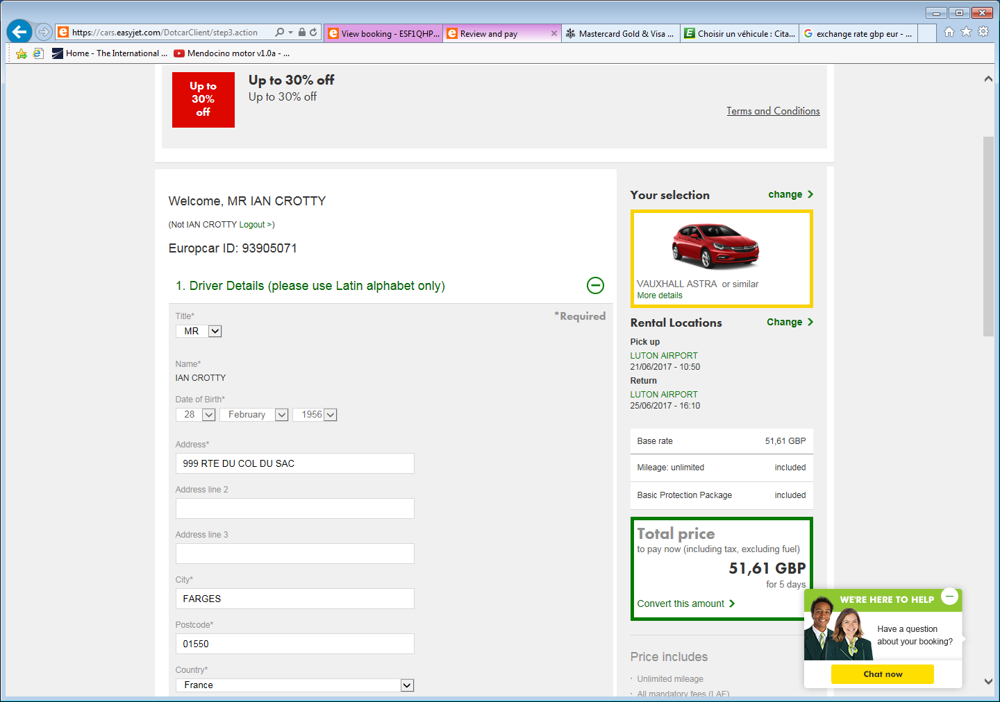 https://cars.easyjet.com/DotcarClient/step3.action
View booking - ESF1QHP...
Review and pay
Mastercard Gold & Visa ...
Choisir un véhicule : Cita...
exchange rate gbp eur - ...
Home - The International ...
Mendocino motor v1.0a - ...
Up to
30%
off
Up to 30% off
Up to 30% off
Terms and Conditions
Welcome, MR IAN CROTTY
(Not IAN CROTTY Logout >)
Europcar ID: 93905071
1. Driver Details (please use Latin alphabet only)
*Required
Title*
MR
Name*
IAN CROTTY
Date of Birth*
28 February 1956
Address*
999 RTE DU COL DU SAC
Address line 2
Address line 3
City*
FARGES
Postcode*
01550
Country*
France
Your selection
change
VAUXHALL ASTRA or similar
More details
Rental Locations
Change
Pick up
LUTON AIRPORT
21/06/2017 - 10:50
Return
LUTON AIRPORT
25/06/2017 - 16:10
Base rate 51,61 GBP
Mileage: unlimited included
Basic Protection Package included
Total price
to pay now (including tax, excluding fuel)
51,61 GBP
for 5 days
Convert this amount
Price includes
· Unlimited mileage
· All mandatory fees (LAF)
WE'RE HERE TO HELP
Have a question
about your booking?
Chat now